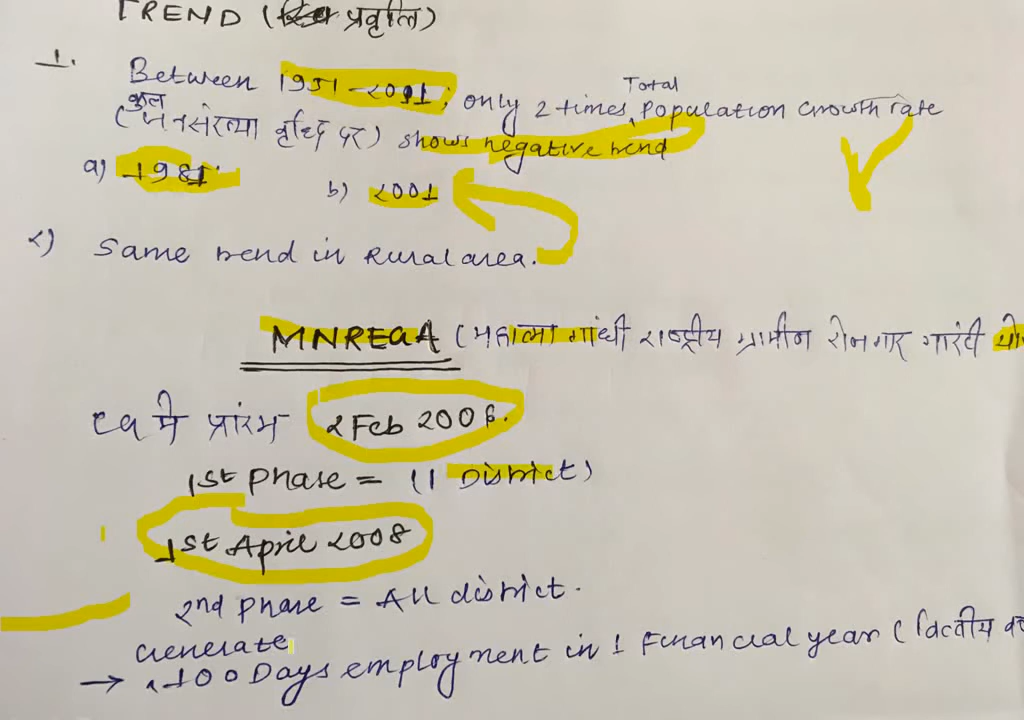 TREND ( प्रवृत्ति)
1. Between 1951-2011, only 2 times, Total Population Growth rate
(कुल जनसंख्या वृद्धि दर) shows negative trend
a) 1981. b) 2001
2) Same trend in Rural area.
MNREGA (महात्मा गांधी राष्ट्रीय ग्रामीण रोजगार गारंटी यो
CG में प्रारंभ 2 Feb 2006.
1st Phase = (11 District)
1st April 2008
2nd Phase = All district.
Generate
→ 100 Days employment in 1 Financial year (वित्तीय